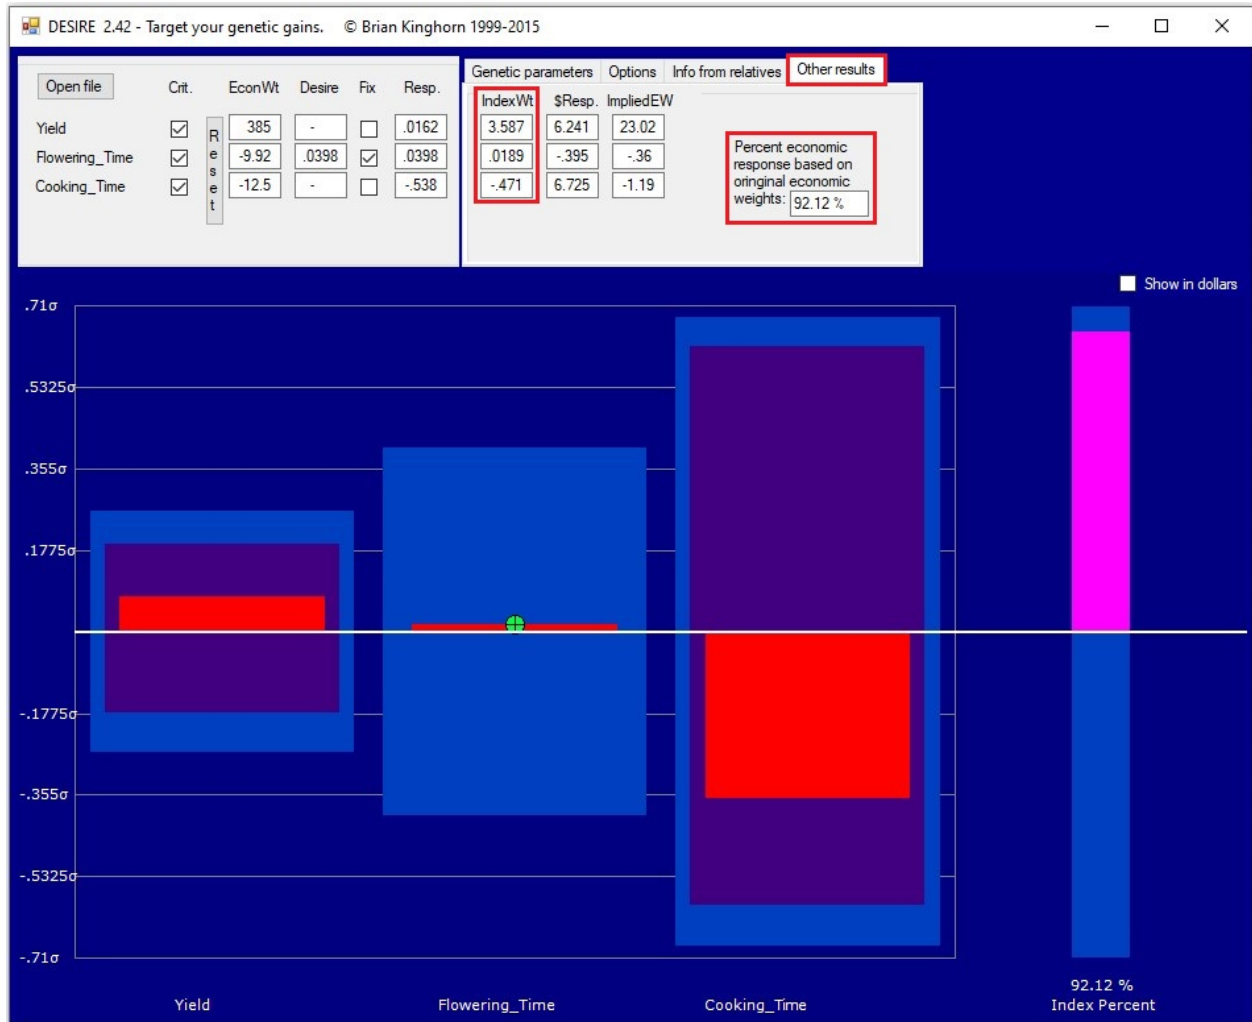 DESIRE 2.42 - Target your genetic gains. © Brian Kinghorn 1999-2015
Open file Crit. EconWt Desire Fix Resp.
Yield 385 - .0162
Flowering_Time -9.92 .0398 .0398
Cooking_Time -12.5 - -.538
Reset
Genetic parameters Options Info from relatives Other results
IndexWt $Resp. ImpliedEW
3.587 6.241 23.02
.0189 -.395 -.36
-.471 6.725 -1.19
Percent economic
response based on
oringinal economic
weights: 92.12 %
Show in dollars
.71σ
.5325σ
.355σ
.1775σ
-.1775σ
-.355σ
-.5325σ
-.71σ
Yield Flowering_Time Cooking_Time
92.12 %
Index Percent